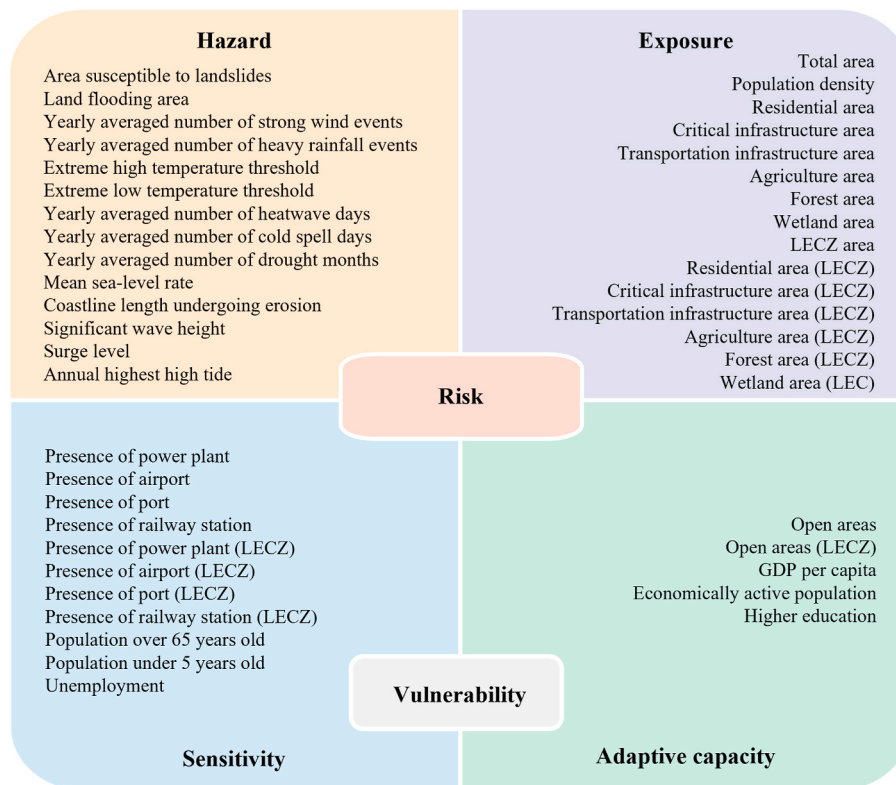 Hazard
Area susceptible to landslides
Land flooding area
Yearly averaged number of strong wind events
Yearly averaged number of heavy rainfall events
Extreme high temperature threshold
Extreme low temperature threshold
Yearly averaged number of heatwave days
Yearly averaged number of cold spell days
Yearly averaged number of drought months
Mean sea-level rate
Coastline length undergoing erosion
Significant wave height
Surge level
Annual highest high tide
Exposure
Total area
Population density
Residential area
Critical infrastructure area
Transportation infrastructure area
Agriculture area
Forest area
Wetland area
LECZ area
Residential area (LECZ)
Critical infrastructure area (LECZ)
Transportation infrastructure area (LECZ)
Agriculture area (LECZ)
Forest area (LECZ)
Wetland area (LEC)
Risk
Presence of power plant
Presence of airport
Presence of port
Presence of railway station
Presence of power plant (LECZ)
Presence of airport (LECZ)
Presence of port (LECZ)
Presence of railway station (LECZ)
Population over 65 years old
Population under 5 years old
Unemployment
Sensitivity
Open areas
Open areas (LECZ)
GDP per capita
Economically active population
Higher education
Vulnerability
Adaptive capacity